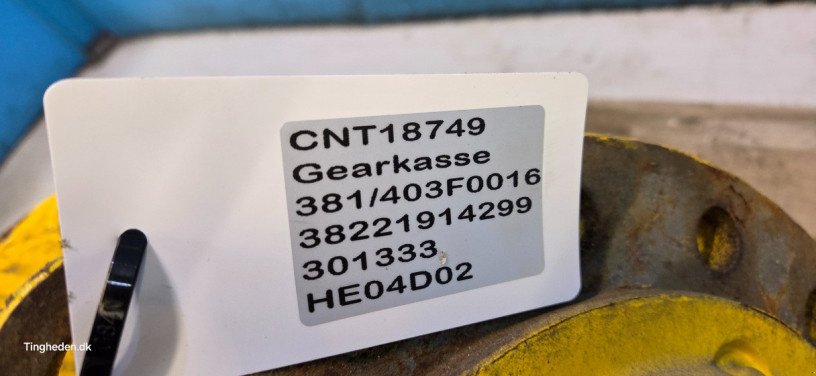 CNT18749
Gearkasse
381/403F0016
38221914299
301333
HE04D02
Tingheden.dk